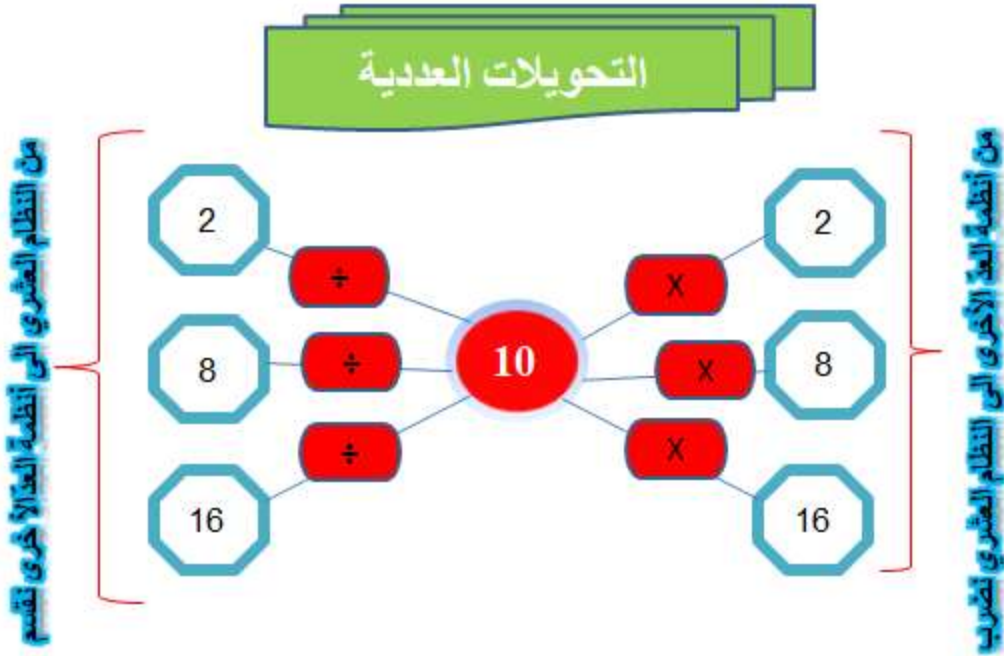 التحويلات العددية
من أنظمة العد الأخرى الى النظام العشري نضرب
2
X
8
X
16
X
10
2
÷
8
÷
16
÷
من النظام العشري الى أنظمة العد الأخرى نقسم